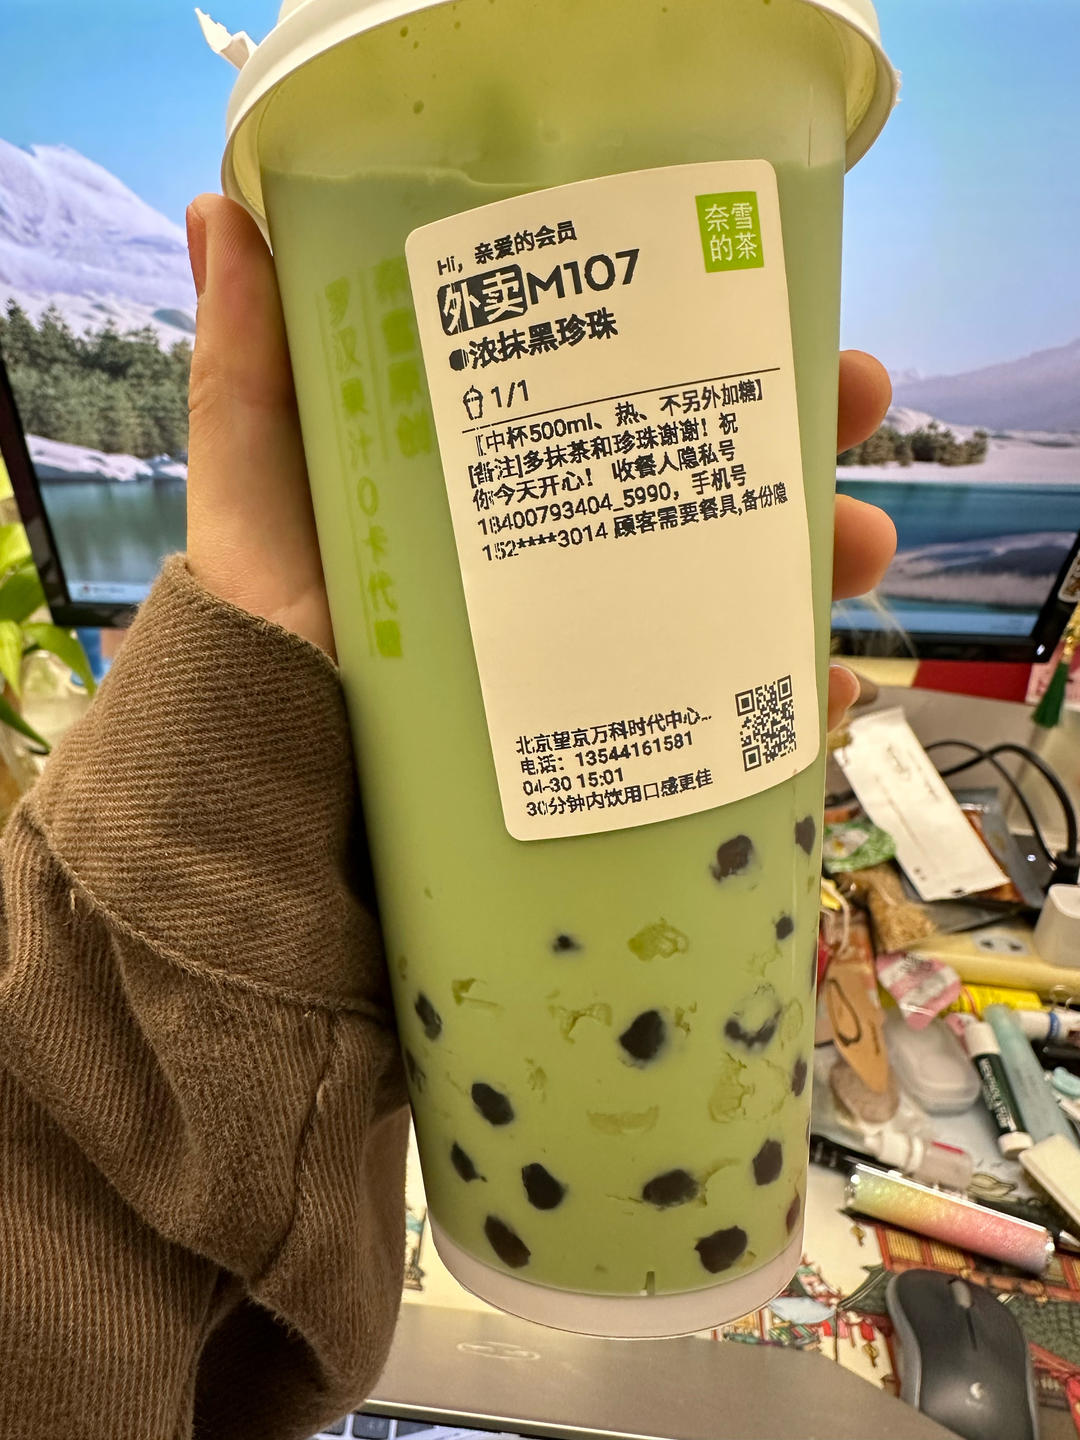 Hi，亲爱的会员
外卖M107
浓抹黑珍珠
1/1
【中杯500ml、热、不另外加糖】
[备注]多抹茶和珍珠谢谢！祝
你今天开心！ 收餐人隐私号
18400793404_5990，手机号
152****3014 顾客需要餐具,备份隐
北京望京万科时代中心...
电话：13544161581
04-30 15:01
30分钟内饮用口感更佳
奈雪
的茶
罗汉果汁0卡代糖